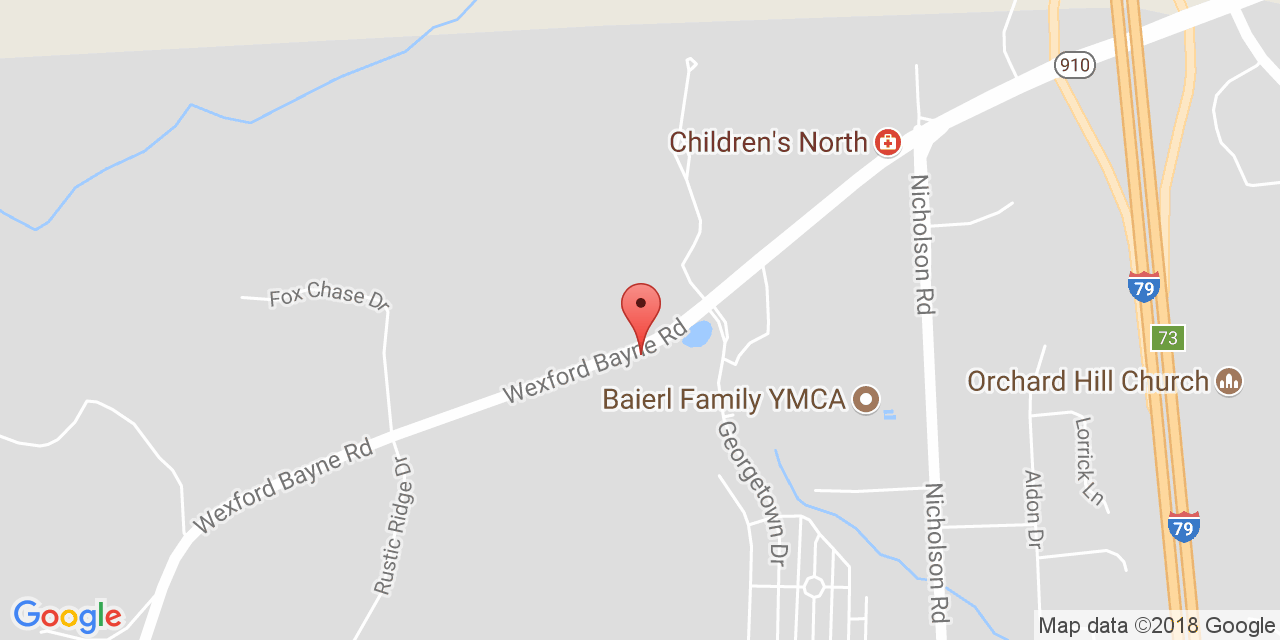 910
Children's North
Nicholson Rd
79
Fox Chase Dr
Wexford Bayne Rd
73
Orchard Hill Church
Baierl Family YMCA
Georgetown Dr
Lorrick Ln
Wexford Bayne Rd
Rustic Ridge Dr
Aldon Dr
Nicholson Rd
79
Google
Map data ©2018 Google